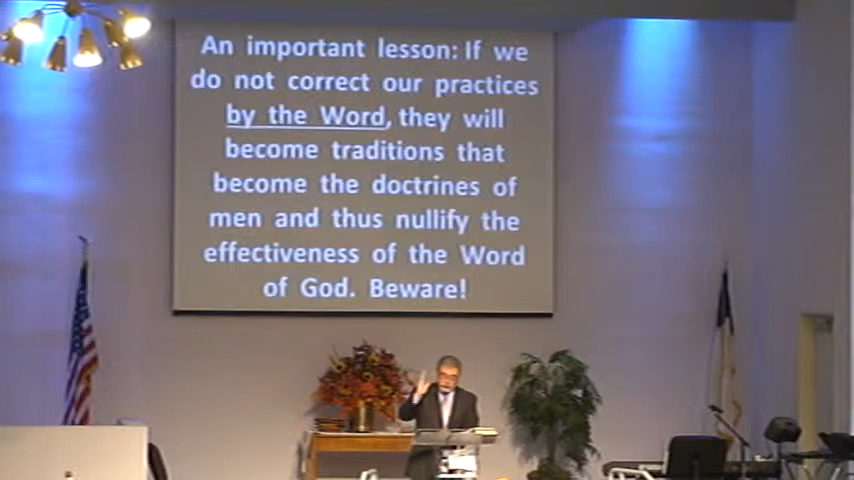 An important lesson: If we
do not correct our practices
by the Word, they will
become traditions that
become the doctrines of
men and thus nullify the
effectiveness of the Word
of God. Beware!